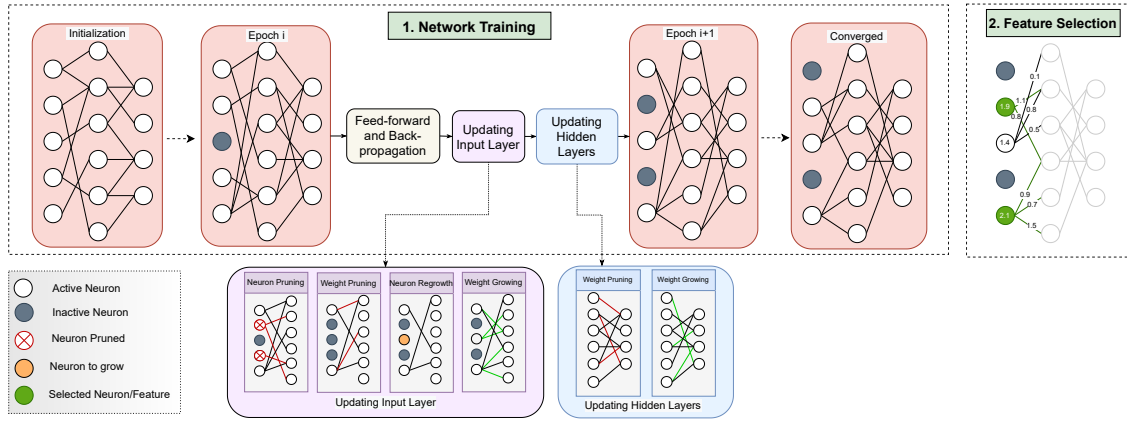 1. Network Training
2. Feature Selection
Initialization
Epoch i
Epoch i+1
Converged
Feed-forward
and Back-
propagation
Updating
Input Layer
Updating
Hidden
Layers
0.1
1.9
1.1
0.8
0.8
0.5
1.4
0.9
0.7
2.1
1.5
Active Neuron
Inactive Neuron
Neuron Pruned
Neuron to grow
Selected Neuron/Feature
Neuron Pruning
Weight Pruning
Neuron Regrowth
Weight Growing
Updating Input Layer
Weight Pruning
Weight Growing
Updating Hidden Layers